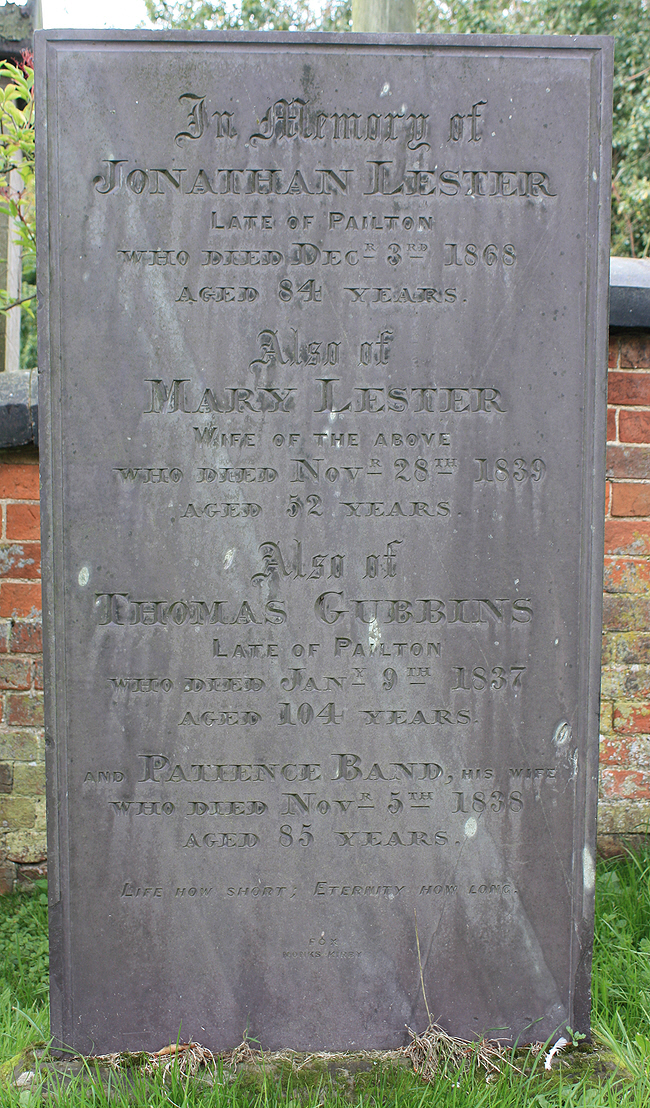 In Memory of
JONATHAN LESTER
LATE OF PAILTON
WHO DIED DECR 3RD 1868
AGED 84 YEARS.
Also of
MARY LESTER
WIFE OF THE ABOVE
WHO DIED NOVR 28TH 1839
AGED 52 YEARS.
Also of
THOMAS GUBBINS
LATE OF PAILTON
WHO DIED JANY 9TH 1837
AGED 104 YEARS.
AND PATIENCE BAND, HIS WIFE
WHO DIED NOVR 5TH 1838
AGED 85 YEARS.
LIFE HOW SHORT; ETERNITY HOW LONG.
FOX
MONKS KIRBY